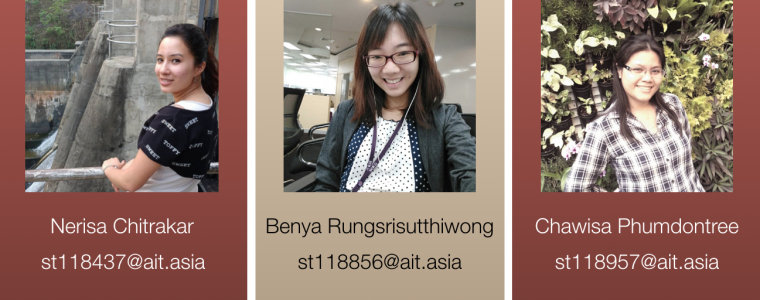 Nerisa Chitrakar
st118437@ait.asia
Benya Rungsrisutthiwong
st118856@ait.asia
Chawisa Phumdontree
st118957@ait.asia